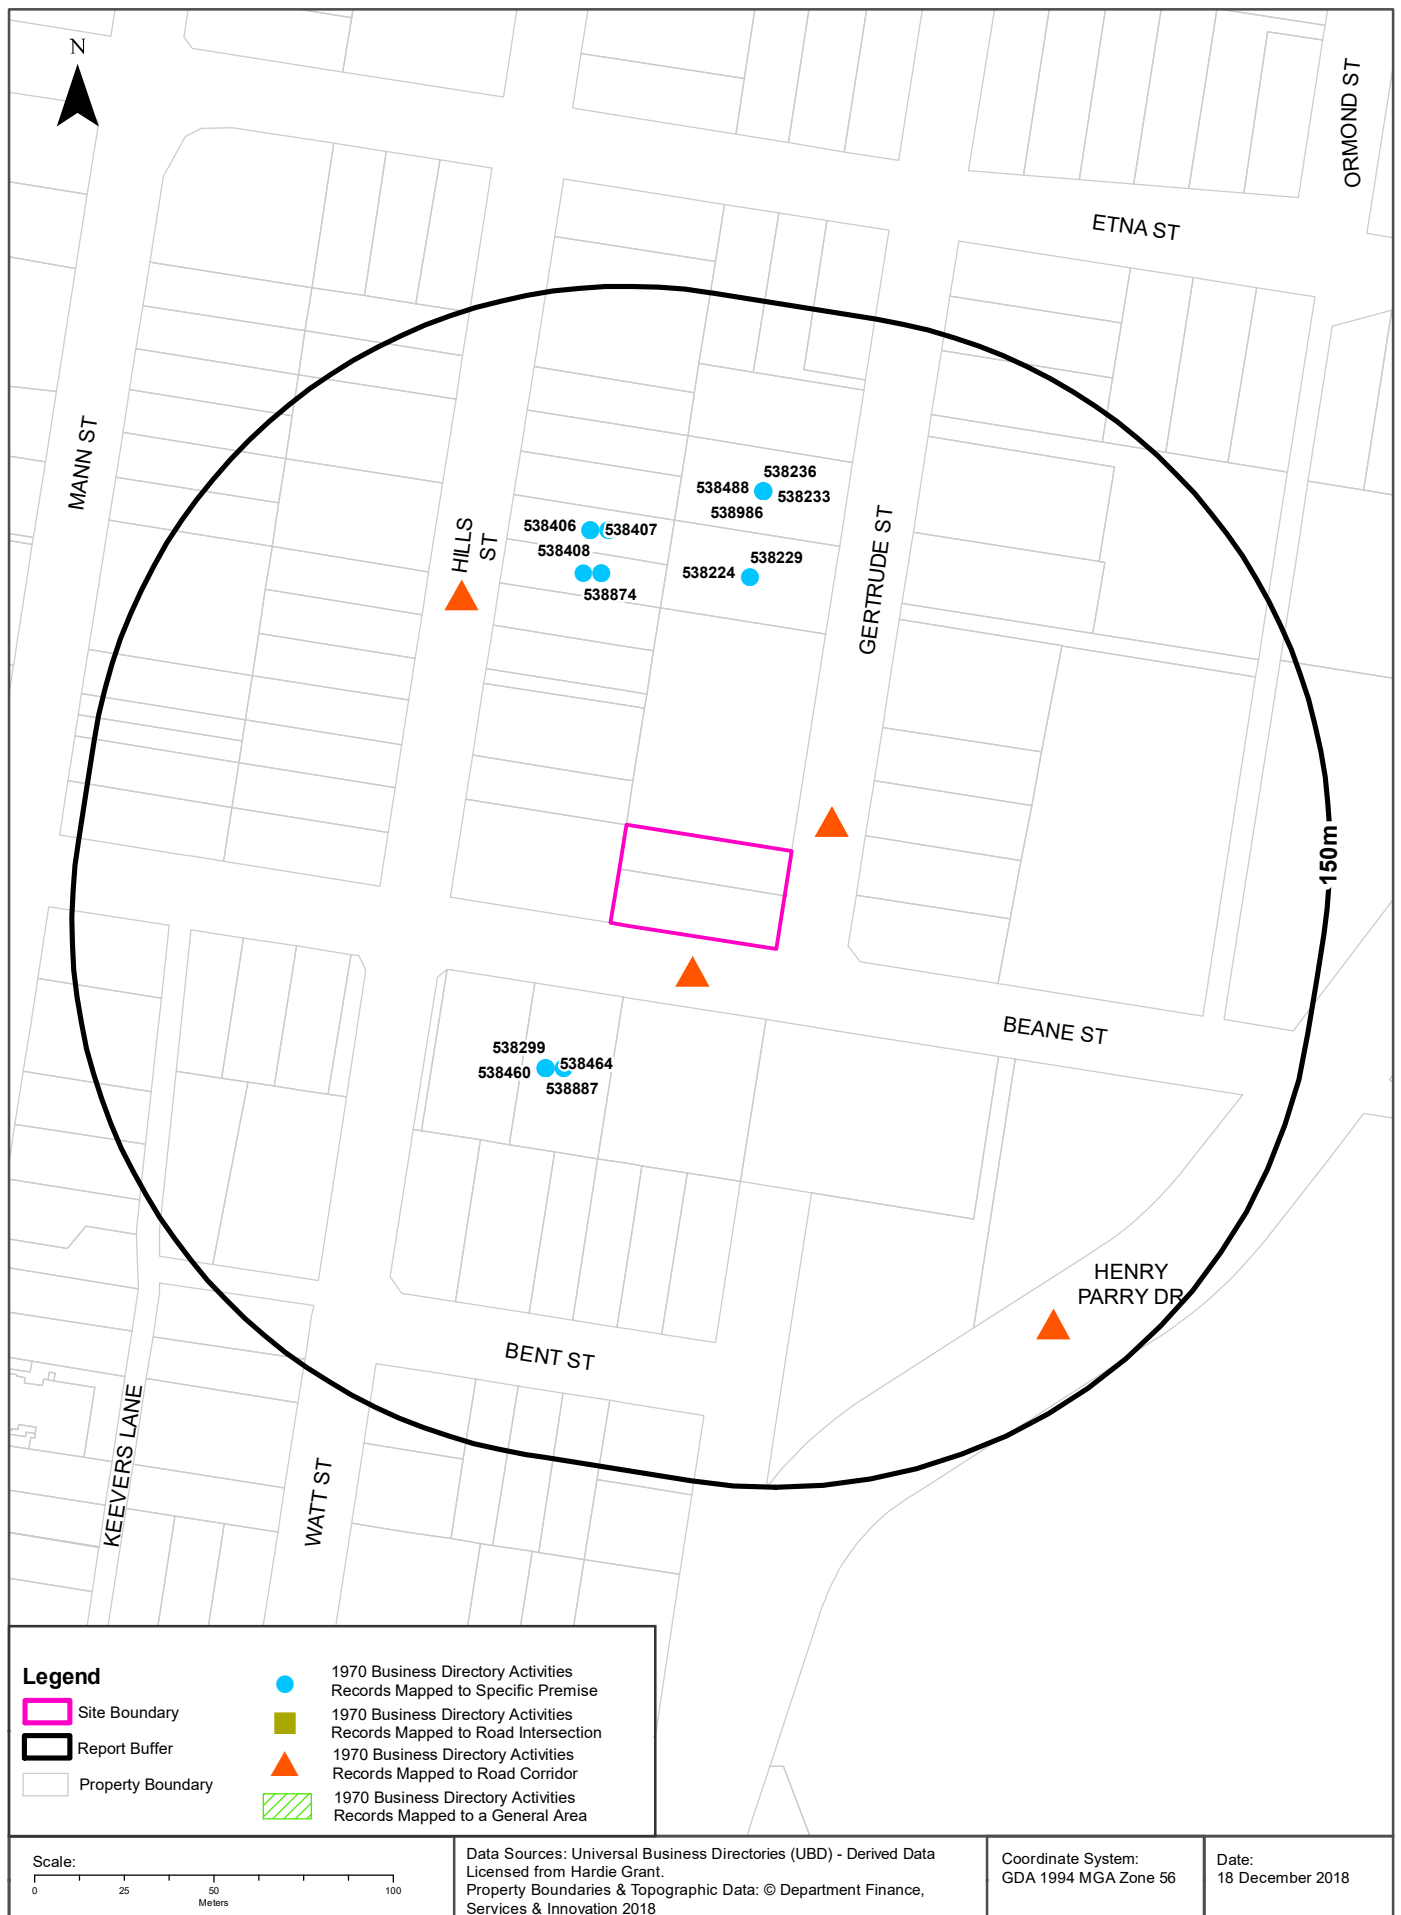 N
ORMOND ST
ETNA ST
MANN ST
HILLS
ST
GERTRUDE ST
538236
538488
538233
538986
538406
538407
538408
538874
538229
538224
150m
BEANE ST
538299
538464
538460
538887
HENRY
PARRY DR
BENT ST
KEEVERS LANE
WATT ST
Legend
Site Boundary
Report Buffer
Property Boundary
1970 Business Directory Activities
Records Mapped to Specific Premise
1970 Business Directory Activities
Records Mapped to Road Intersection
1970 Business Directory Activities
Records Mapped to Road Corridor
1970 Business Directory Activities
Records Mapped to a General Area
Scale:
0 25 50 100
Meters
Data Sources: Universal Business Directories (UBD) - Derived Data
Licensed from Hardie Grant.
Property Boundaries & Topographic Data: © Department Finance,
Services & Innovation 2018
Coordinate System:
GDA 1994 MGA Zone 56
Date:
18 December 2018